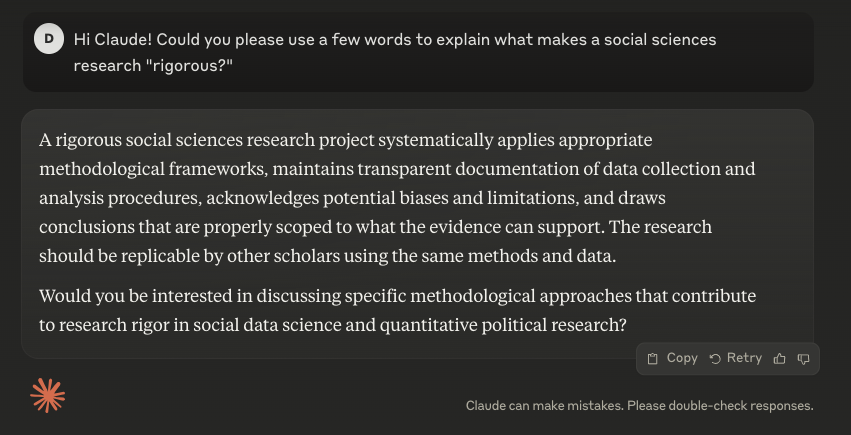 D
Hi Claude! Could you please use a few words to explain what makes a social sciences
research "rigorous?"
A rigorous social sciences research project systematically applies appropriate
methodological frameworks, maintains transparent documentation of data collection and
analysis procedures, acknowledges potential biases and limitations, and draws
conclusions that are properly scoped to what the evidence can support. The research
should be replicable by other scholars using the same methods and data.
Would you be interested in discussing specific methodological approaches that contribute
to research rigor in social data science and quantitative political research?
Copy Retry
Claude can make mistakes. Please double-check responses.